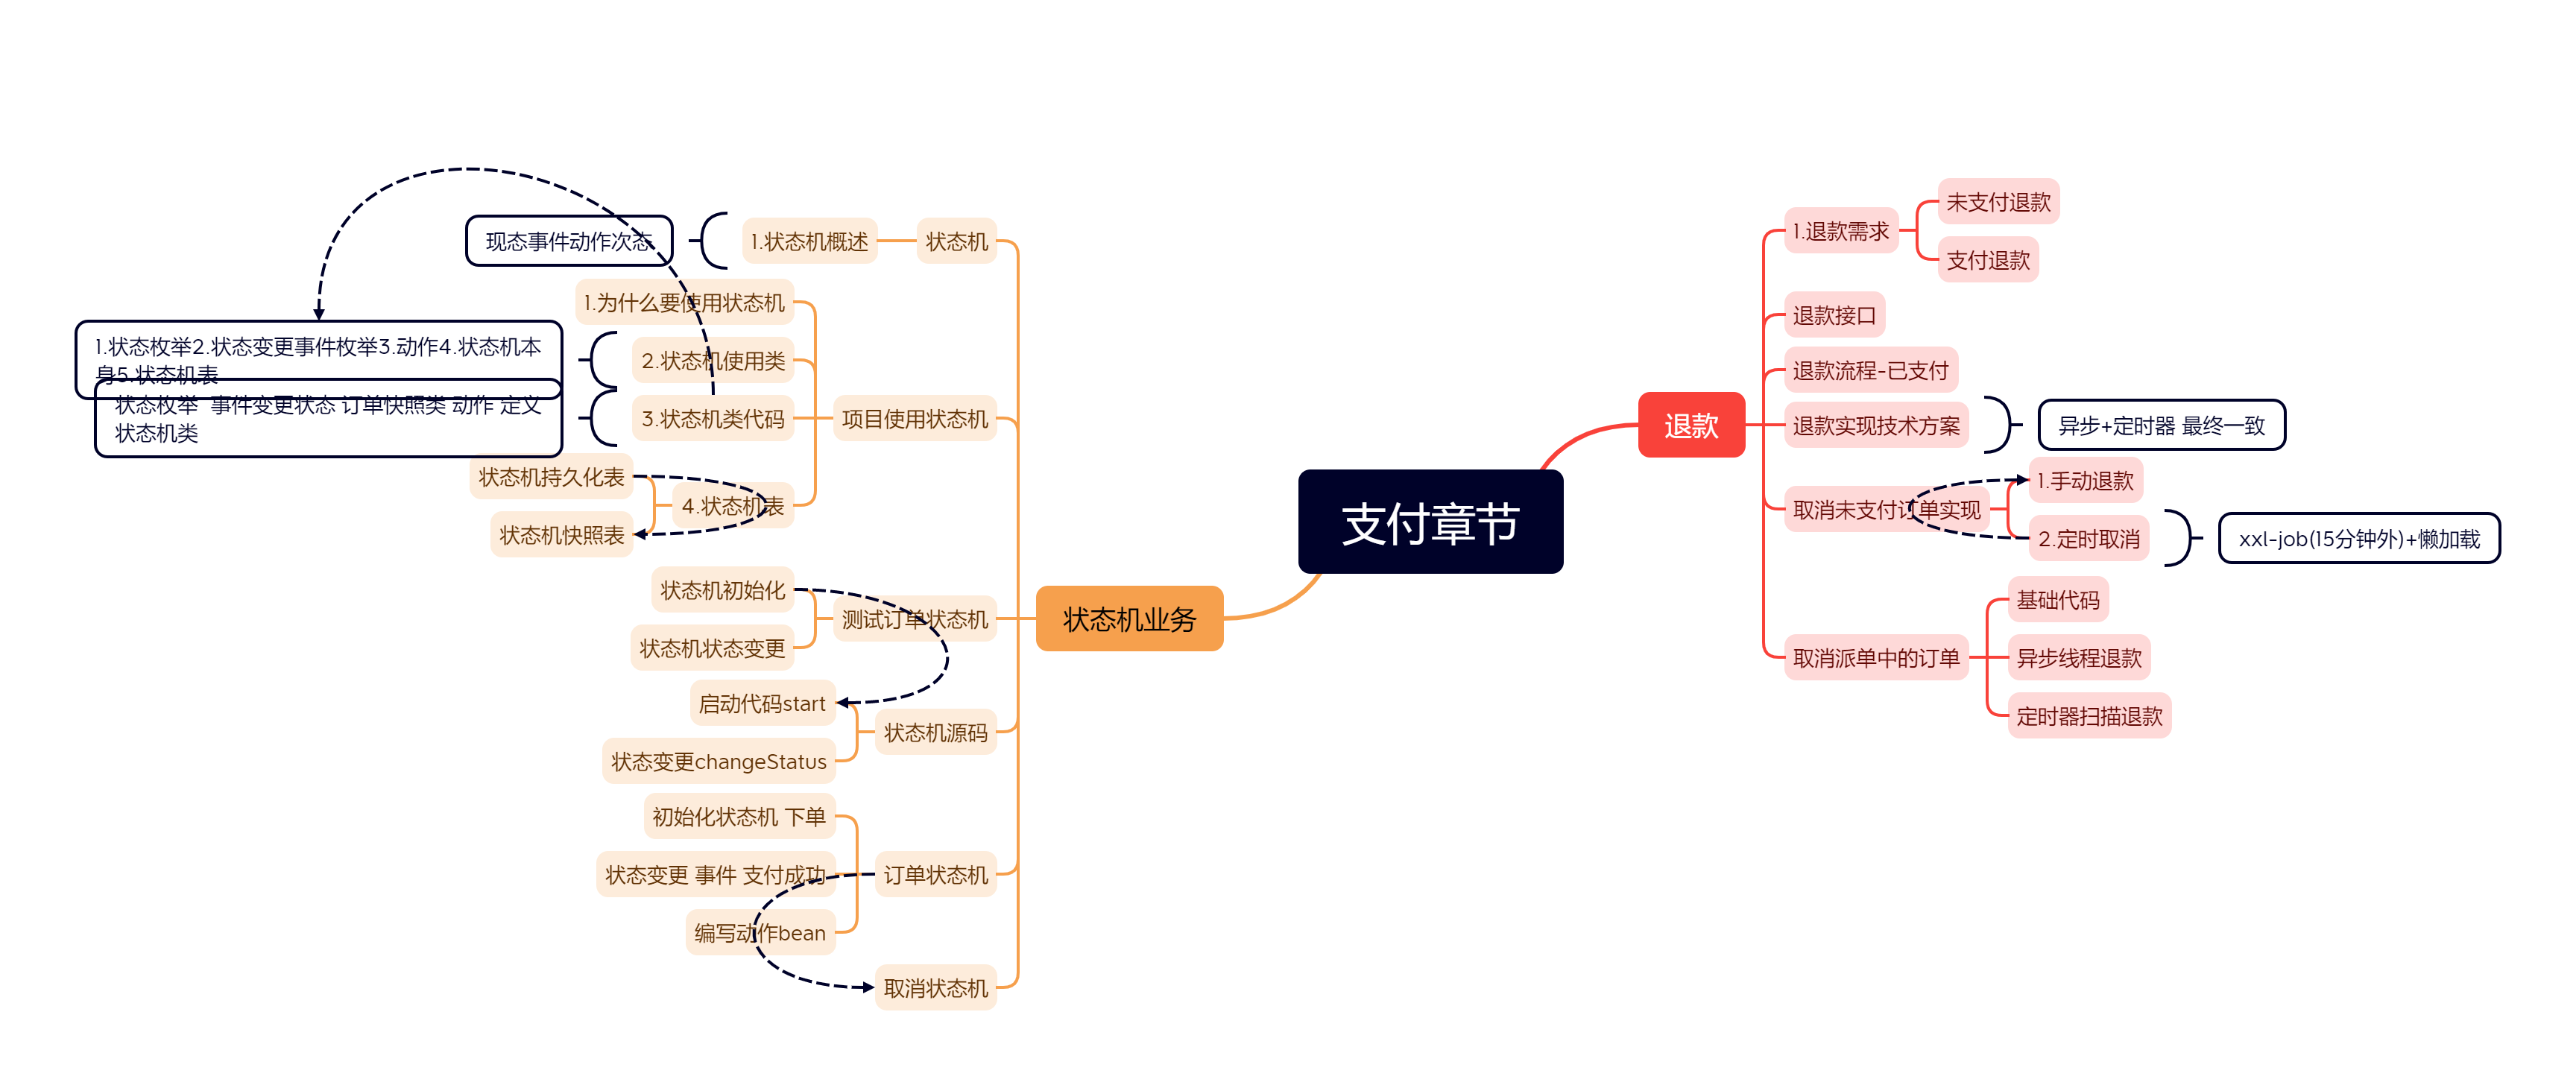 支付章节
退款
1.退款需求
未支付退款
支付退款
退款接口
退款流程-已支付
退款实现技术方案
异步+定时器 最终一致
取消未支付订单实现
1.手动退款
2.定时取消
xxl-job(15分钟外)+懒加载
取消派单中的订单
基础代码
异步线程退款
定时器扫描退款
状态机业务
状态机
1.状态机概述
现态事件动作次态
项目使用状态机
1.为什么要使用状态机
2.状态机使用类
1.状态枚举2.状态变更事件枚举3.动作4.状态机本
身5.状态机表
3.状态机类代码
状态枚举 事件变更状态 订单快照类 动作 定义
状态机类
4.状态机表
状态机持久化表
状态机快照表
测试订单状态机
状态机初始化
状态机状态变更
状态机源码
启动代码start
状态变更changeStatus
订单状态机
初始化状态机 下单
状态变更 事件 支付成功
编写动作bean
取消状态机